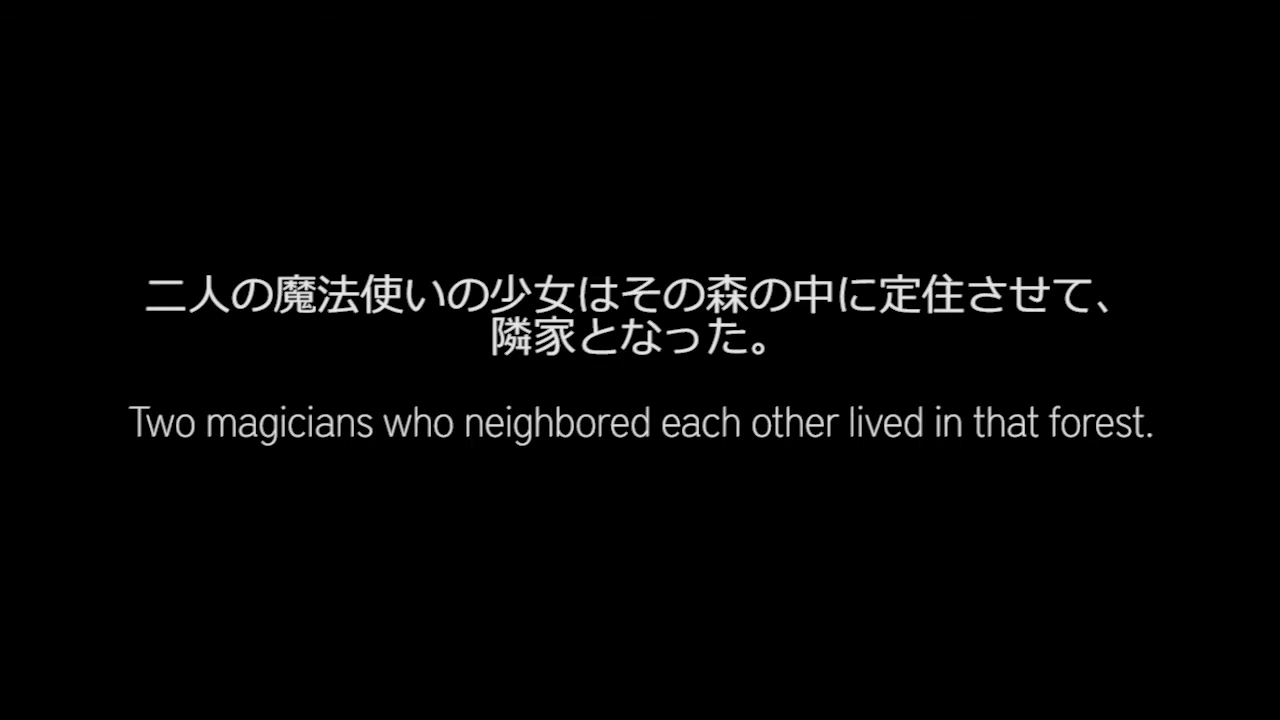 二人の魔法使いの少女はその森の中に定住させて、
隣家となった。
Two magicians who neighbored each other lived in that forest.